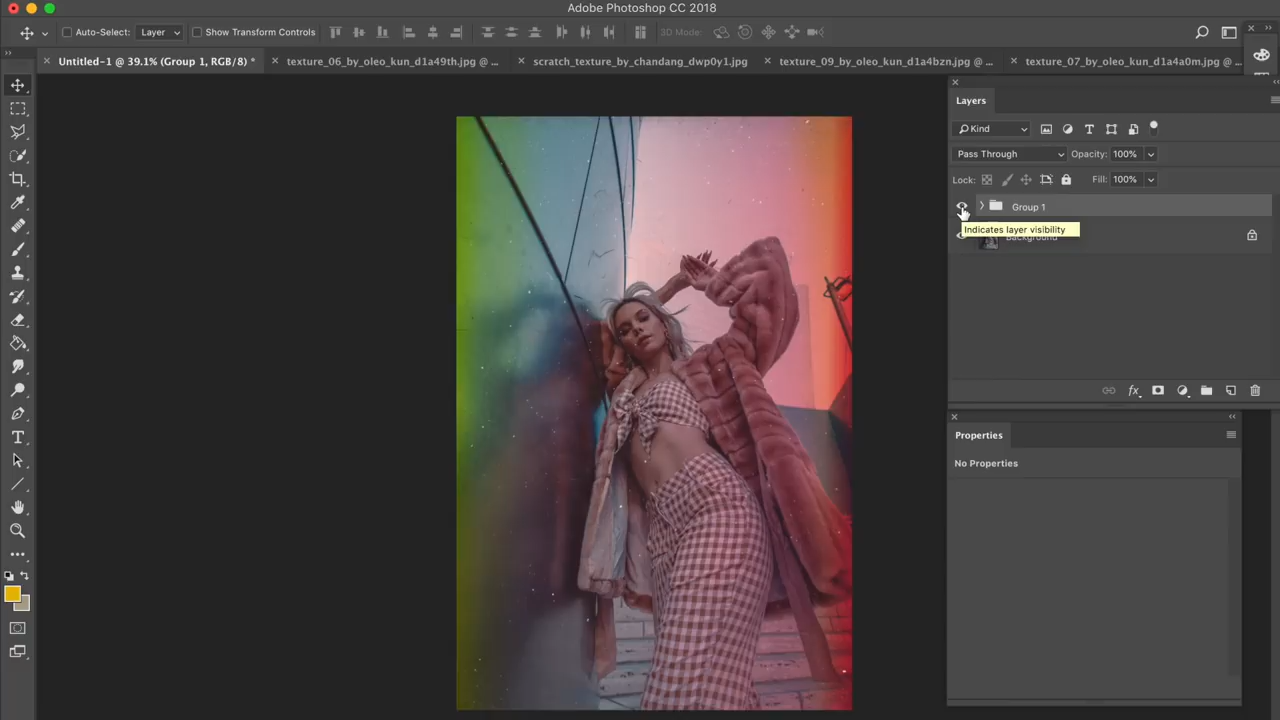 Adobe Photoshop CC 2018
Auto-Select: Layer Show Transform Controls 3D Mode:
Untitled-1 @ 39.1% (Group 1, RGB/8) * texture_06_by_oleo_kun_d1a49th.jpg @ ... scratch_texture_by_chandang_dwp0y1.jpg texture_09_by_oleo_kun_d1a4bzn.jpg @ ... texture_07_by_oleo_kun_d1a4a0m.jpg @ ...
Layers
Kind
Pass Through Opacity: 100%
Lock: Fill: 100%
Group 1
Indicates layer visibility
Background
fx
Properties
No Properties